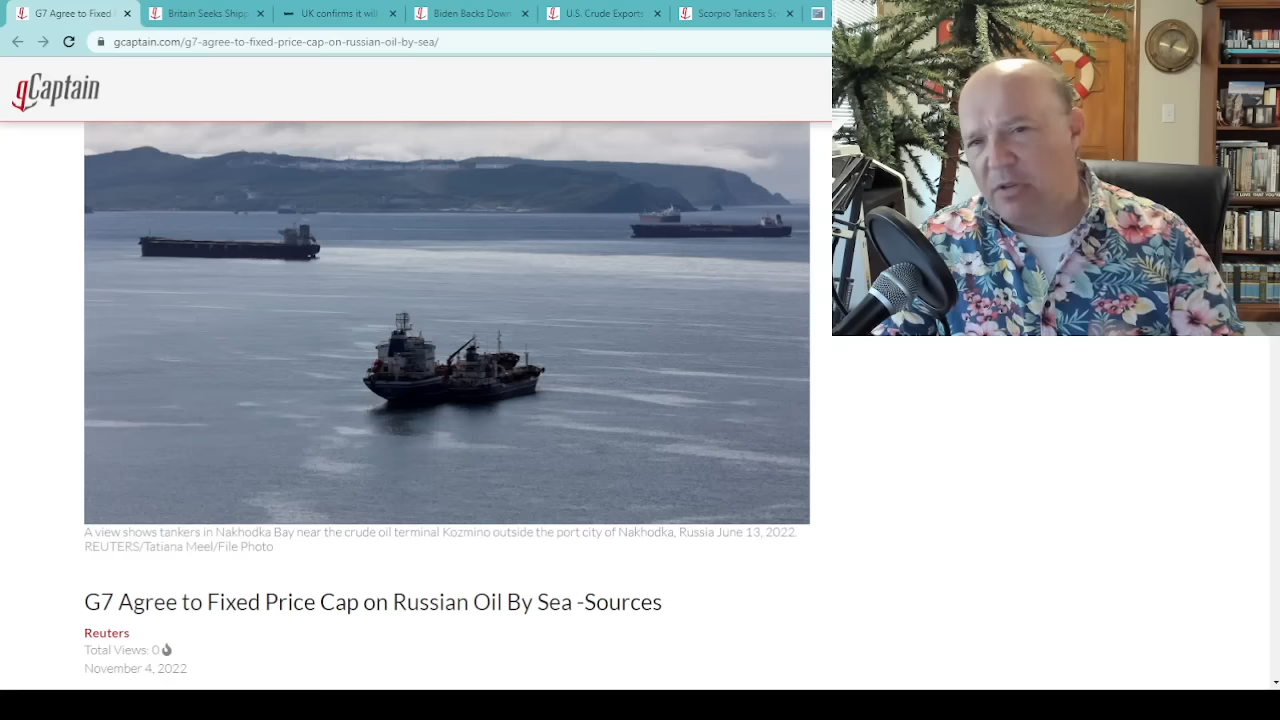 G7 Agree to Fixed
Britain Seeks Shipp
UK confirms it will
Biden Backs Down
U.S. Crude Exports
Scorpio Tankers Sc
gcaptain.com/g7-agree-to-fixed-price-cap-on-russian-oil-by-sea/
gCaptain
A view shows tankers in Nakhodka Bay near the crude oil terminal Kozmino outside the port city of Nakhodka, Russia June 13, 2022.
REUTERS/Tatiana Meel/File Photo
G7 Agree to Fixed Price Cap on Russian Oil By Sea -Sources
Reuters
Total Views: 0
November 4, 2022